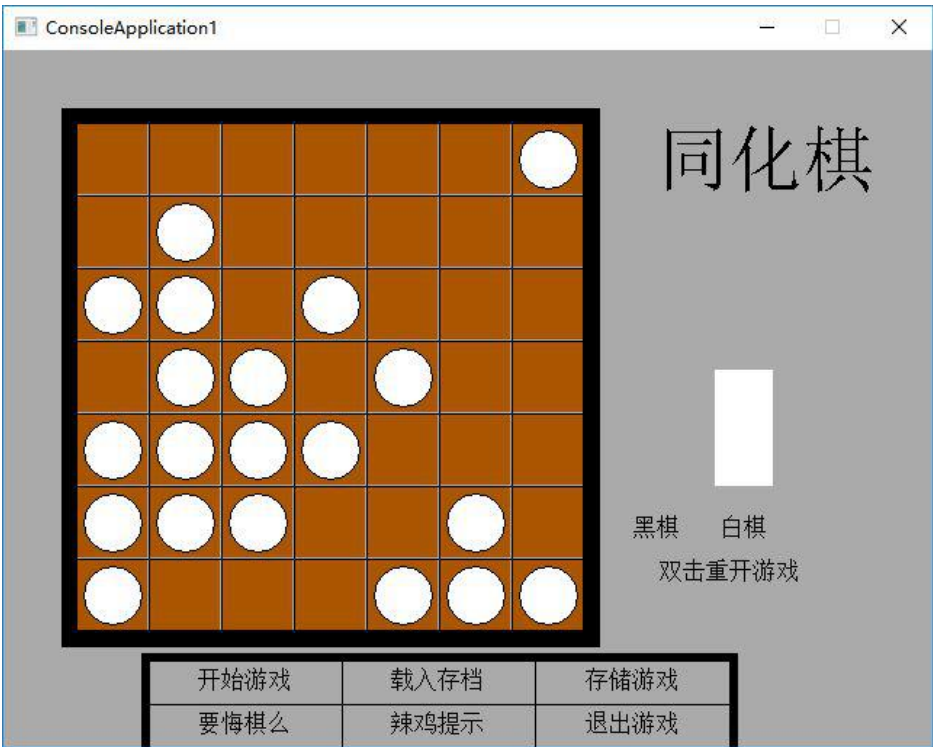 ConsoleApplication1
同化棋
黑棋 白棋
双击重开游戏
开始游戏 载入存档 存储游戏
要悔棋么 辣鸡提示 退出游戏